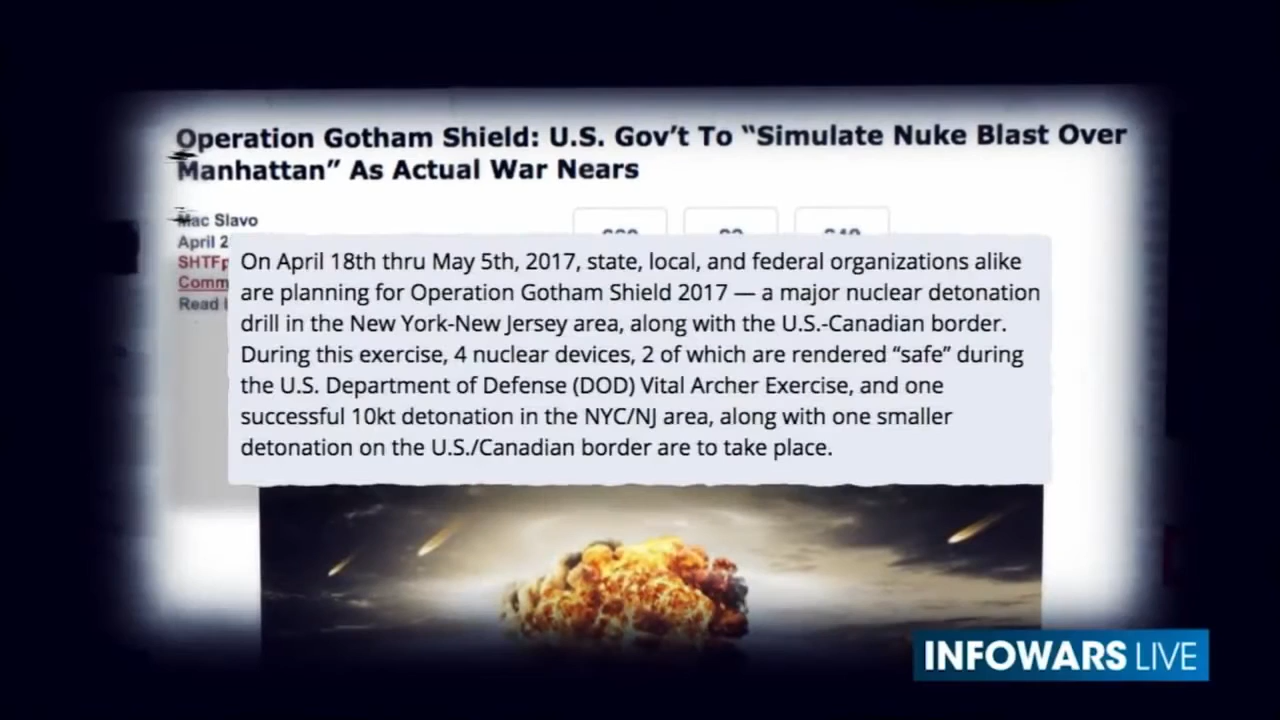 Operation Gotham Shield: U.S. Gov't To “Simulate Nuke Blast Over
Manhattan” As Actual War Nears
Mac Slavo
April 2
SHTFp
Comm
Read
On April 18th thru May 5th, 2017, state, local, and federal organizations alike
are planning for Operation Gotham Shield 2017 — a major nuclear detonation
drill in the New York-New Jersey area, along with the U.S.-Canadian border.
During this exercise, 4 nuclear devices, 2 of which are rendered “safe” during
the U.S. Department of Defense (DOD) Vital Archer Exercise, and one
successful 10kt detonation in the NYC/NJ area, along with one smaller
detonation on the U.S./Canadian border are to take place.
INFOWARS LIVE